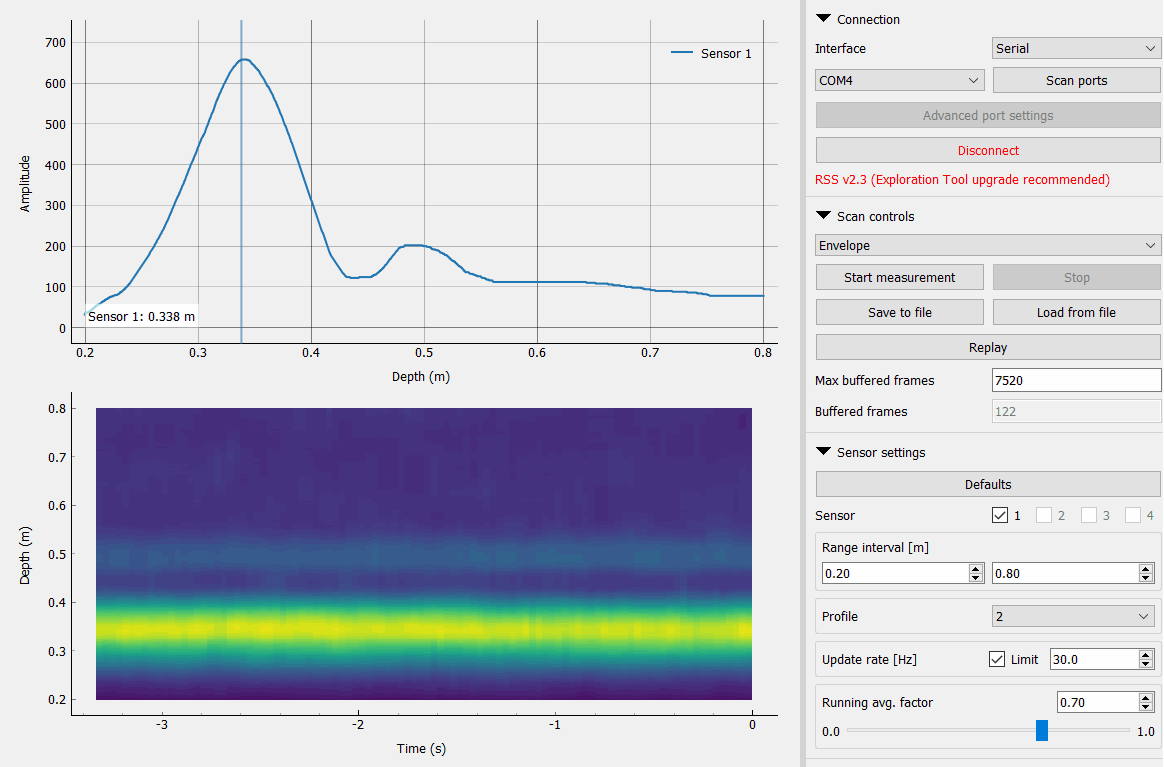 700
600
500
400
300
200
100
0
Amplitude
Sensor 1
Sensor 1: 0.338 m
0.2 0.3 0.4 0.5 0.6 0.7 0.8
Depth (m)
0.8
0.7
0.6
0.5
0.4
0.3
0.2
Depth (m)
-3 -2 -1 0
Time (s)
Connection
Interface Serial
COM4 Scan ports
Advanced port settings
Disconnect
RSS v2.3 (Exploration Tool upgrade recommended)
Scan controls
Envelope
Start measurement Stop
Save to file Load from file
Replay
Max buffered frames 7520
Buffered frames 122
Sensor settings
Defaults
Sensor 1 2 3 4
Range interval [m]
0.20 0.80
Profile 2
Update rate [Hz] Limit 30.0
Running avg. factor 0.70
0.0 1.0